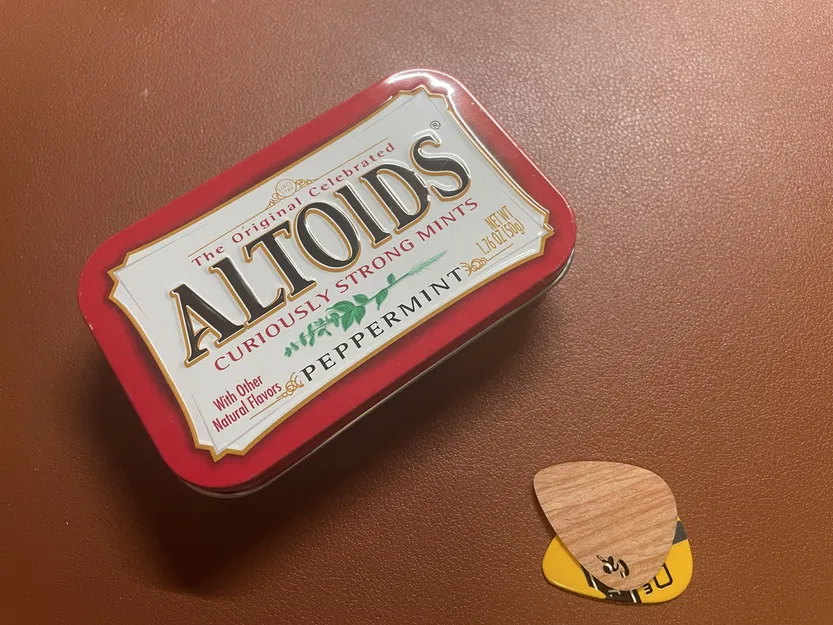 The Original Celebrated
ALTOIDS®
CURIOUSLY STRONG MINTS
NET WT
1.76 OZ (50g)
PEPPERMINT
With Other
Natural Flavors